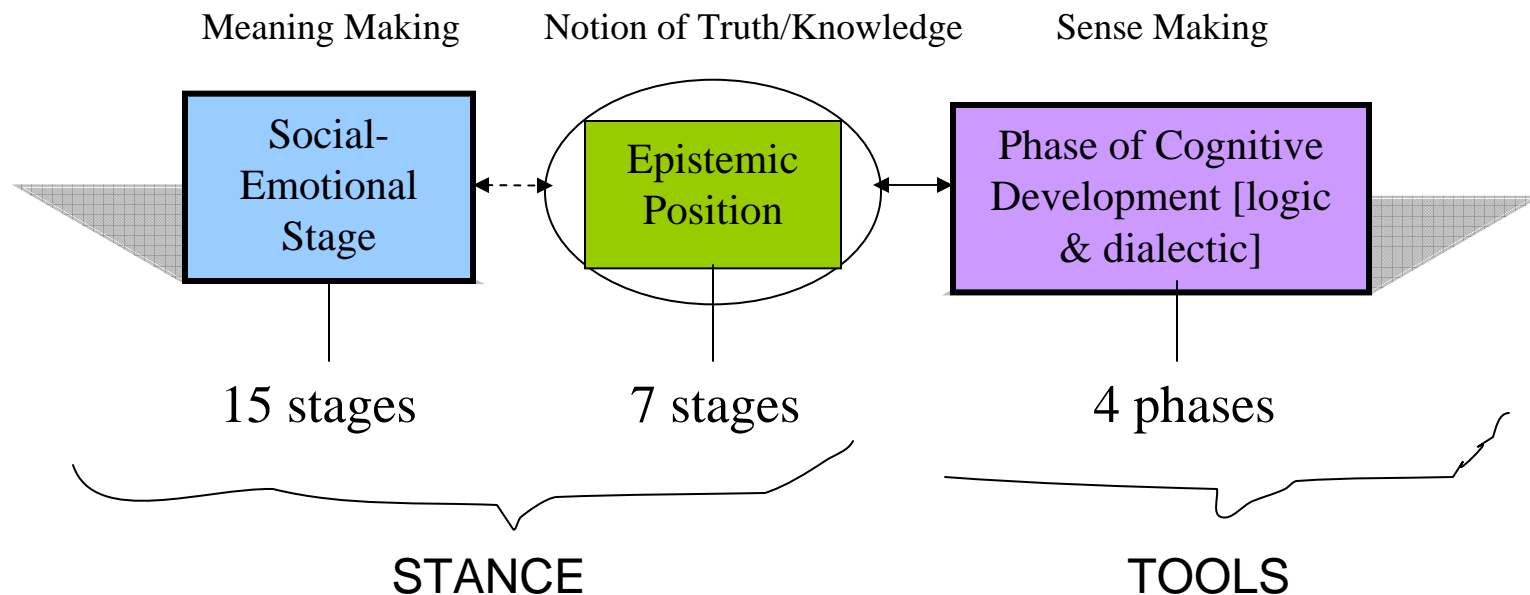 Meaning Making
Notion of Truth/Knowledge
Sense Making
Social-
Emotional
Stage
Epistemic
Position
Phase of Cognitive
Development [logic
& dialectic]
15 stages
7 stages
4 phases
STANCE
TOOLS